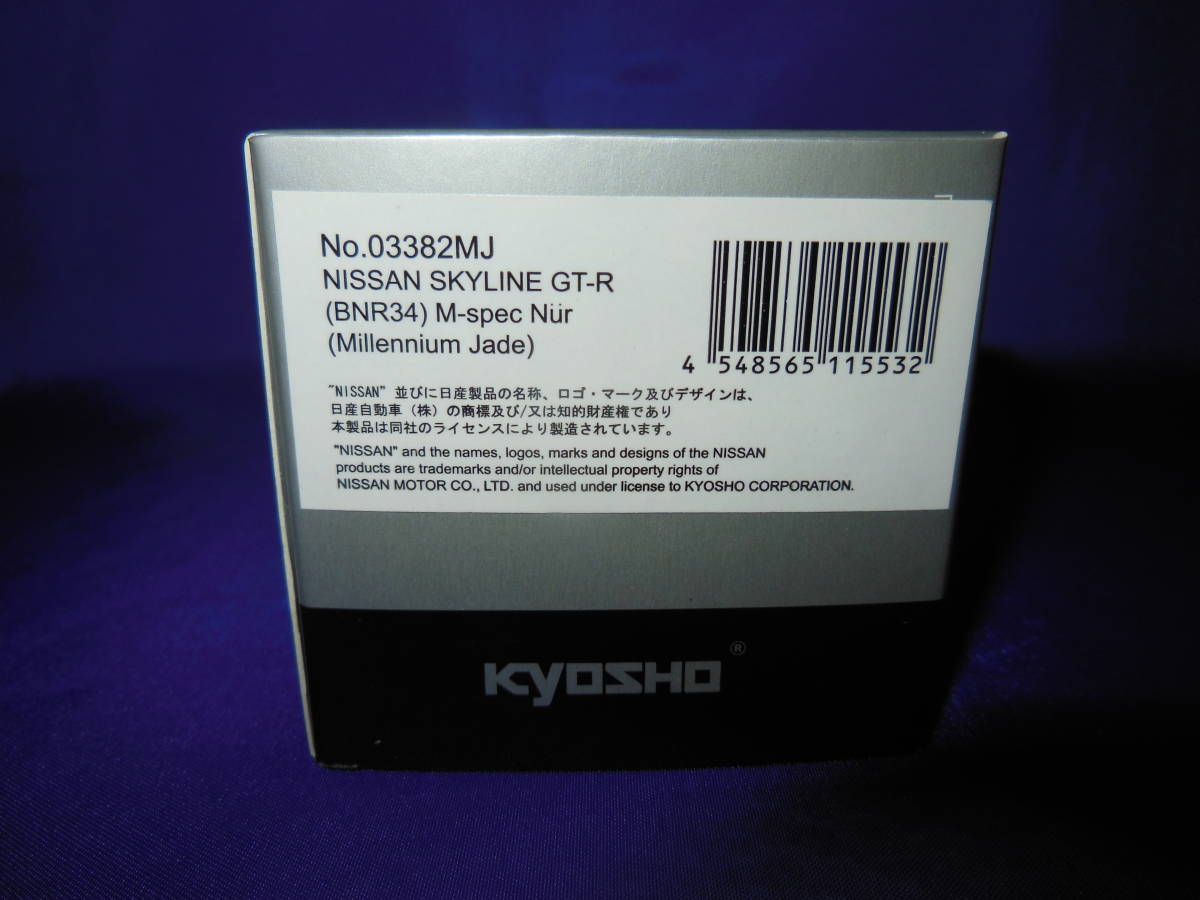 No.03382MJ
NISSAN SKYLINE GT-R
(BNR34) M-spec Nür
(Millennium Jade)
4 548565 115532
"NISSAN" 並びに日産製品の名称、ロゴ・マーク及びデザインは、
日産自動車（株）の商標及び/又は知的財産権であり
本製品は同社のライセンスにより製造されています。
"NISSAN" and the names, logos, marks and designs of the NISSAN
products are trademarks and/or intellectual property rights of
NISSAN MOTOR CO., LTD. and used under license to KYOSHO CORPORATION.
KYOSHO®